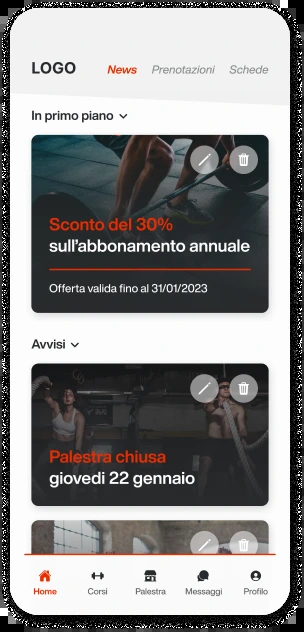 LOGO
News Prenotazioni Schede
In primo piano
Sconto del 30%
sull'abbonamento annuale
Offerta valida fino al 31/01/2023
Avvisi
Palestra chiusa
giovedi 22 gennaio
Home Corsi Palestra Messaggi Profilo